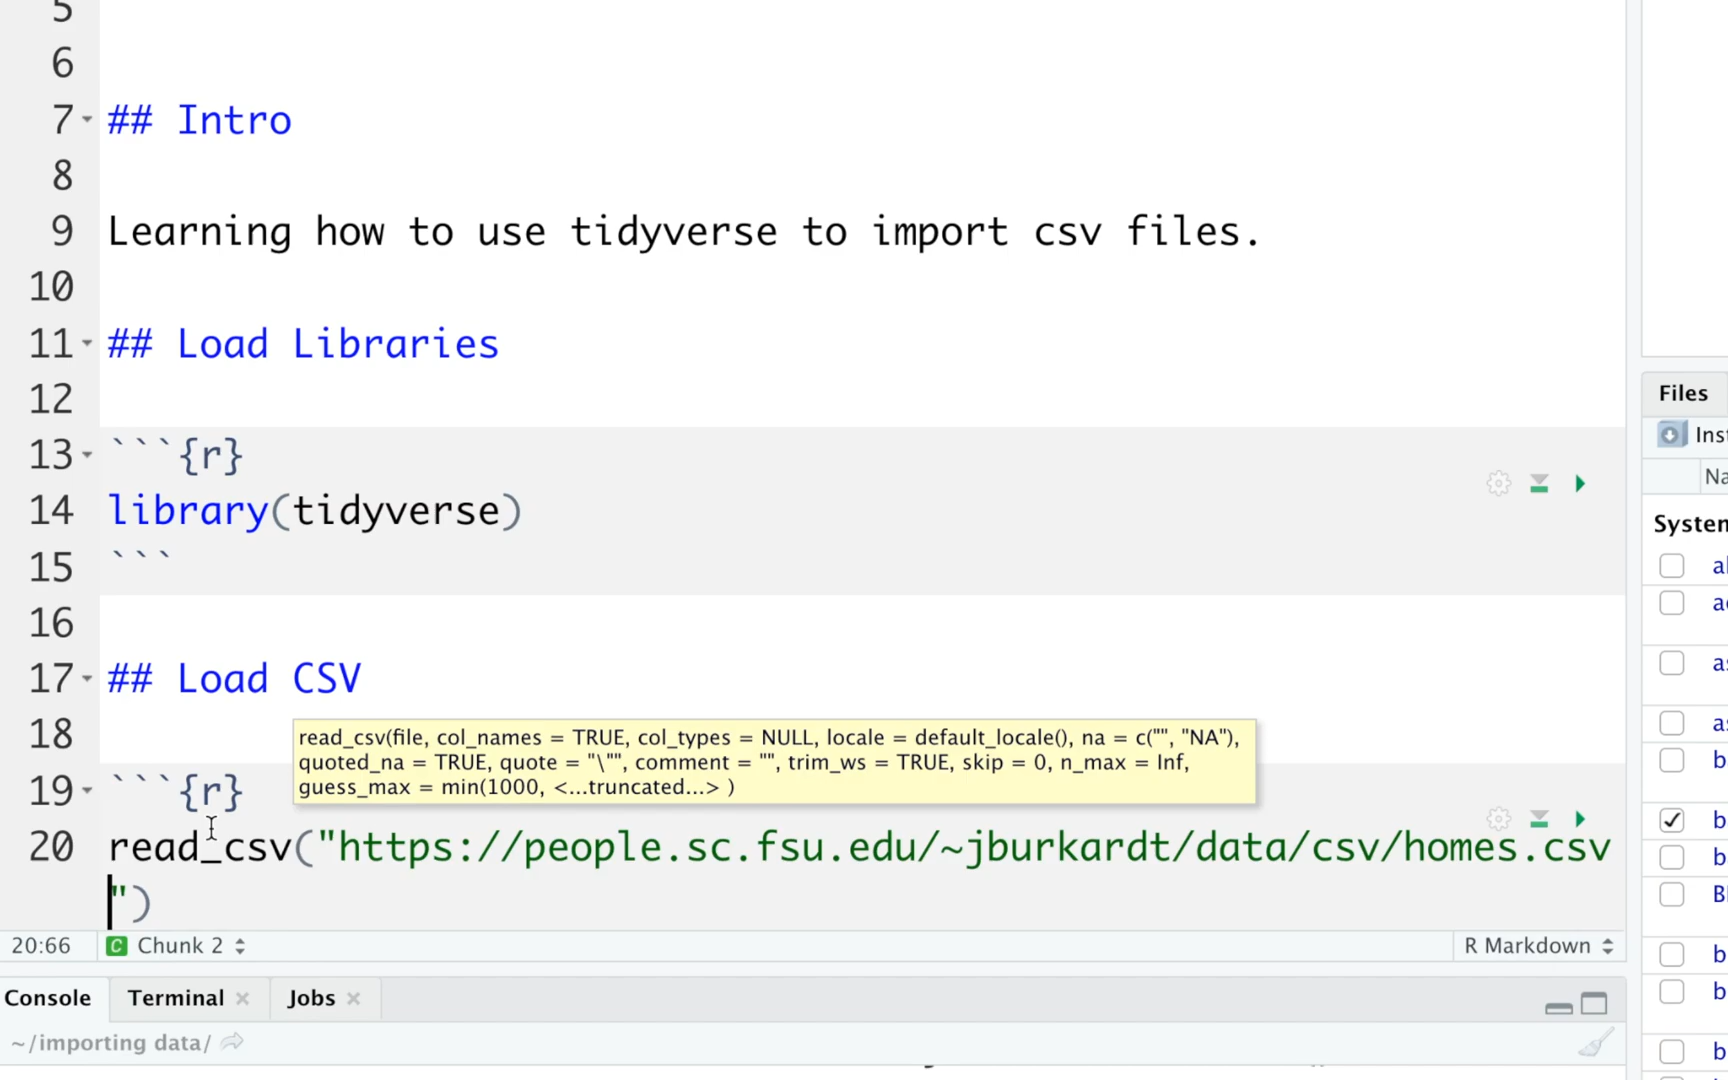 5
6
7 ## Intro
8
9 Learning how to use tidyverse to import csv files.
10
11 ## Load Libraries
12
13 ```{r}
14 library(tidyverse)
15 ```
16
17 ## Load CSV
18
read_csv(file, col_names = TRUE, col_types = NULL, locale = default_locale(), na = c("", "NA"),
quoted_na = TRUE, quote = "\"", comment = "", trim_ws = TRUE, skip = 0, n_max = Inf,
guess_max = min(1000, <...truncated...> )
19 ```{r}
20 read_csv("https://people.sc.fsu.edu/~jburkardt/data/csv/homes.csv
")
20:66 C Chunk 2 R Markdown
Console Terminal Jobs
~/importing data/
Files